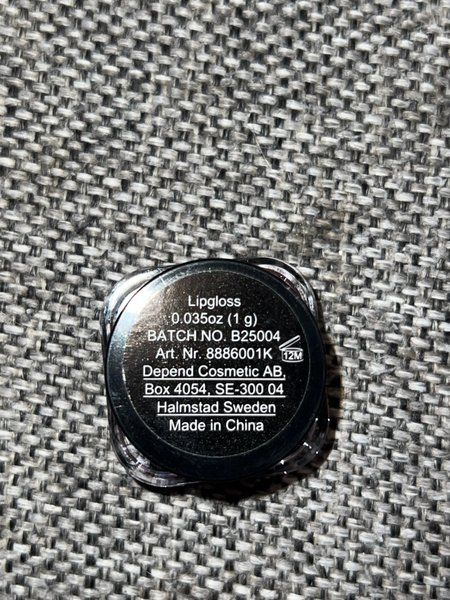 Lipgloss
0.035oz (1 g)
BATCH NO. B25004
Art. Nr. 8886001K
12M
Depend Cosmetic AB,
Box 4054, SE-300 04
Halmstad Sweden
Made in China